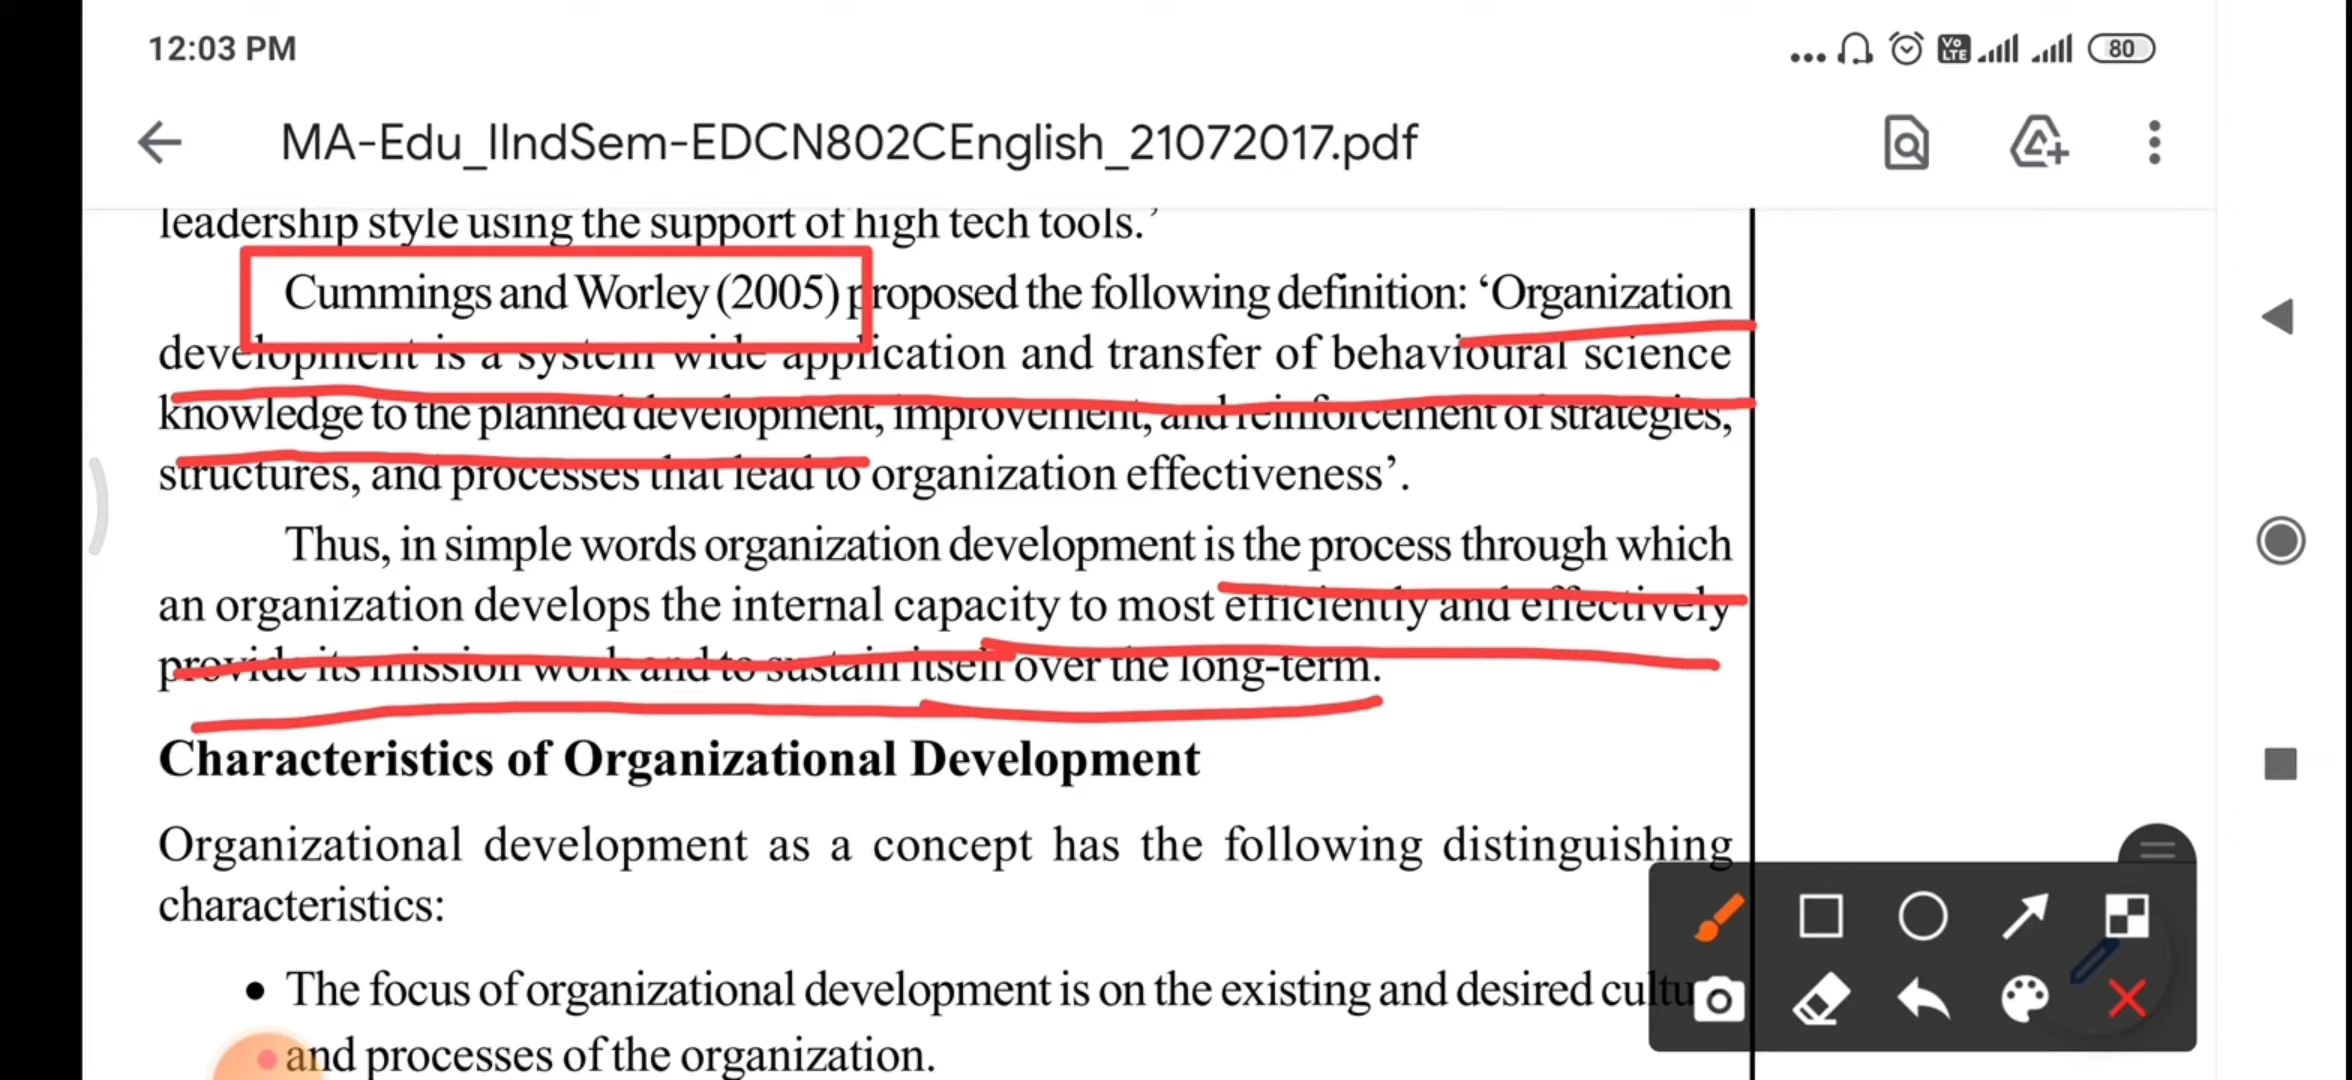 12:03 PM
Vo LTE
80
MA-Edu_IIndSem-EDCN802CEnglish_21072017.pdf
leadership style using the support of high tech tools.’
Cummings and Worley (2005) proposed the following definition: ‘Organization
development is a system wide application and transfer of behavioural science
knowledge to the planned development, improvement, and reinforcement of strategies,
structures, and processes that lead to organization effectiveness’.
Thus, in simple words organization development is the process through which
an organization develops the internal capacity to most efficiently and effectively
provide its mission work and to sustain itself over the long-term.
Characteristics of Organizational Development
Organizational development as a concept has the following distinguishing
characteristics:
• The focus of organizational development is on the existing and desired
and processes of the organization.